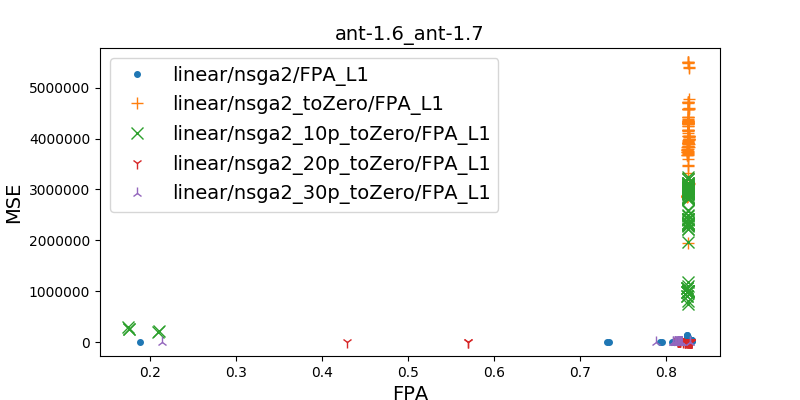 ant-1.6_ant-1.7
linear/nsga2/FPA_L1
linear/nsga2_toZero/FPA_L1
linear/nsga2_10p_toZero/FPA_L1
linear/nsga2_20p_toZero/FPA_L1
linear/nsga2_30p_toZero/FPA_L1
MSE
5000000
4000000
3000000
2000000
1000000
0
0.2 0.3 0.4 0.5 0.6 0.7 0.8
FPA